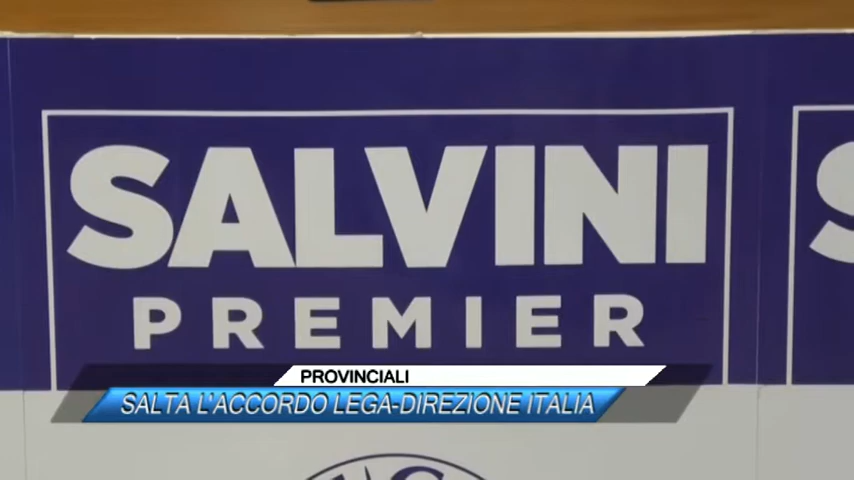 SALVINI
PREMIER
PROVINCIALI
SALTA L'ACCORDO LEGA-DIREZIONE ITALIA